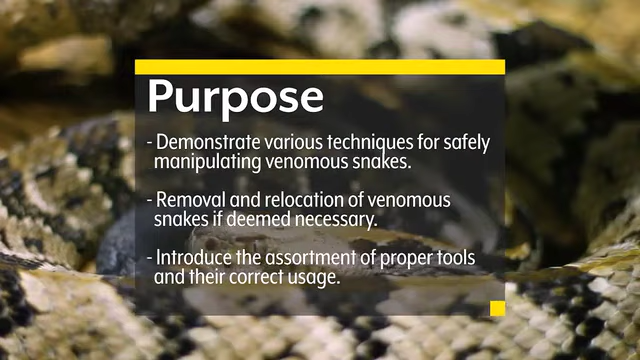 Purpose
- Demonstrate various techniques for safely
manipulating venomous snakes.
- Removal and relocation of venomous
snakes if deemed necessary.
- Introduce the assortment of proper tools
and their correct usage.